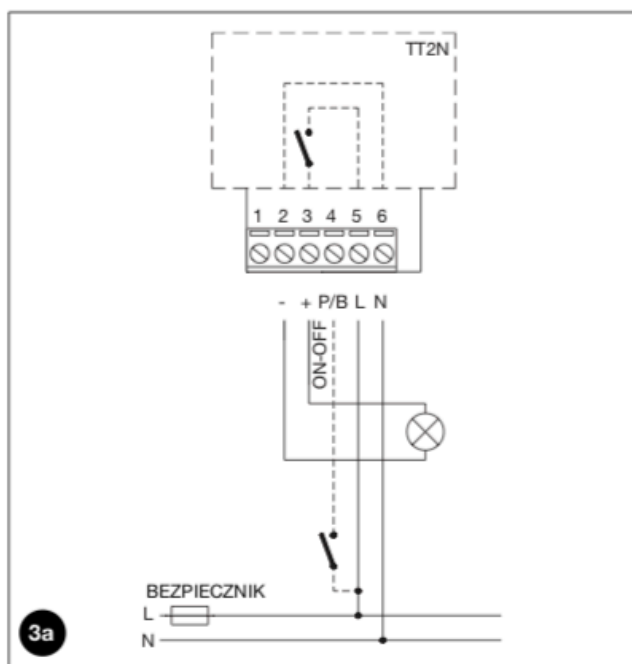 TT2N
1 2 3 4 5 6
- + P/B L N
ON-OFF
BEZPIECZNIK
L
N
3a